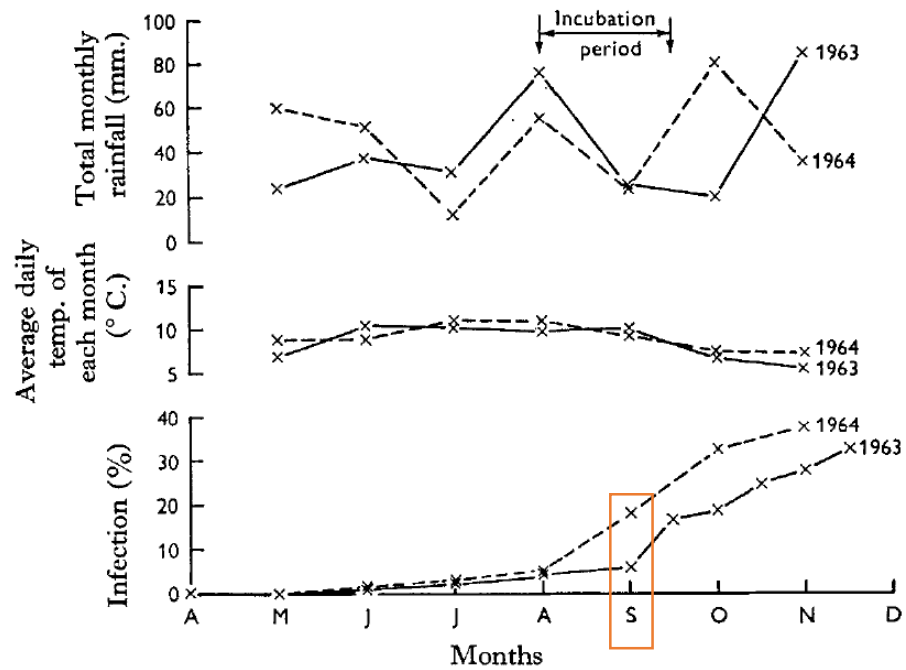 Total monthly
rainfall (mm.)
100
80
60
40
20
0
Incubation
period
1963
1964
Average daily
temp. of
each month
(° C.)
15
10
5
1964
1963
Infection (%)
40
30
20
10
0
1964
1963
A M J J A S O N D
Months